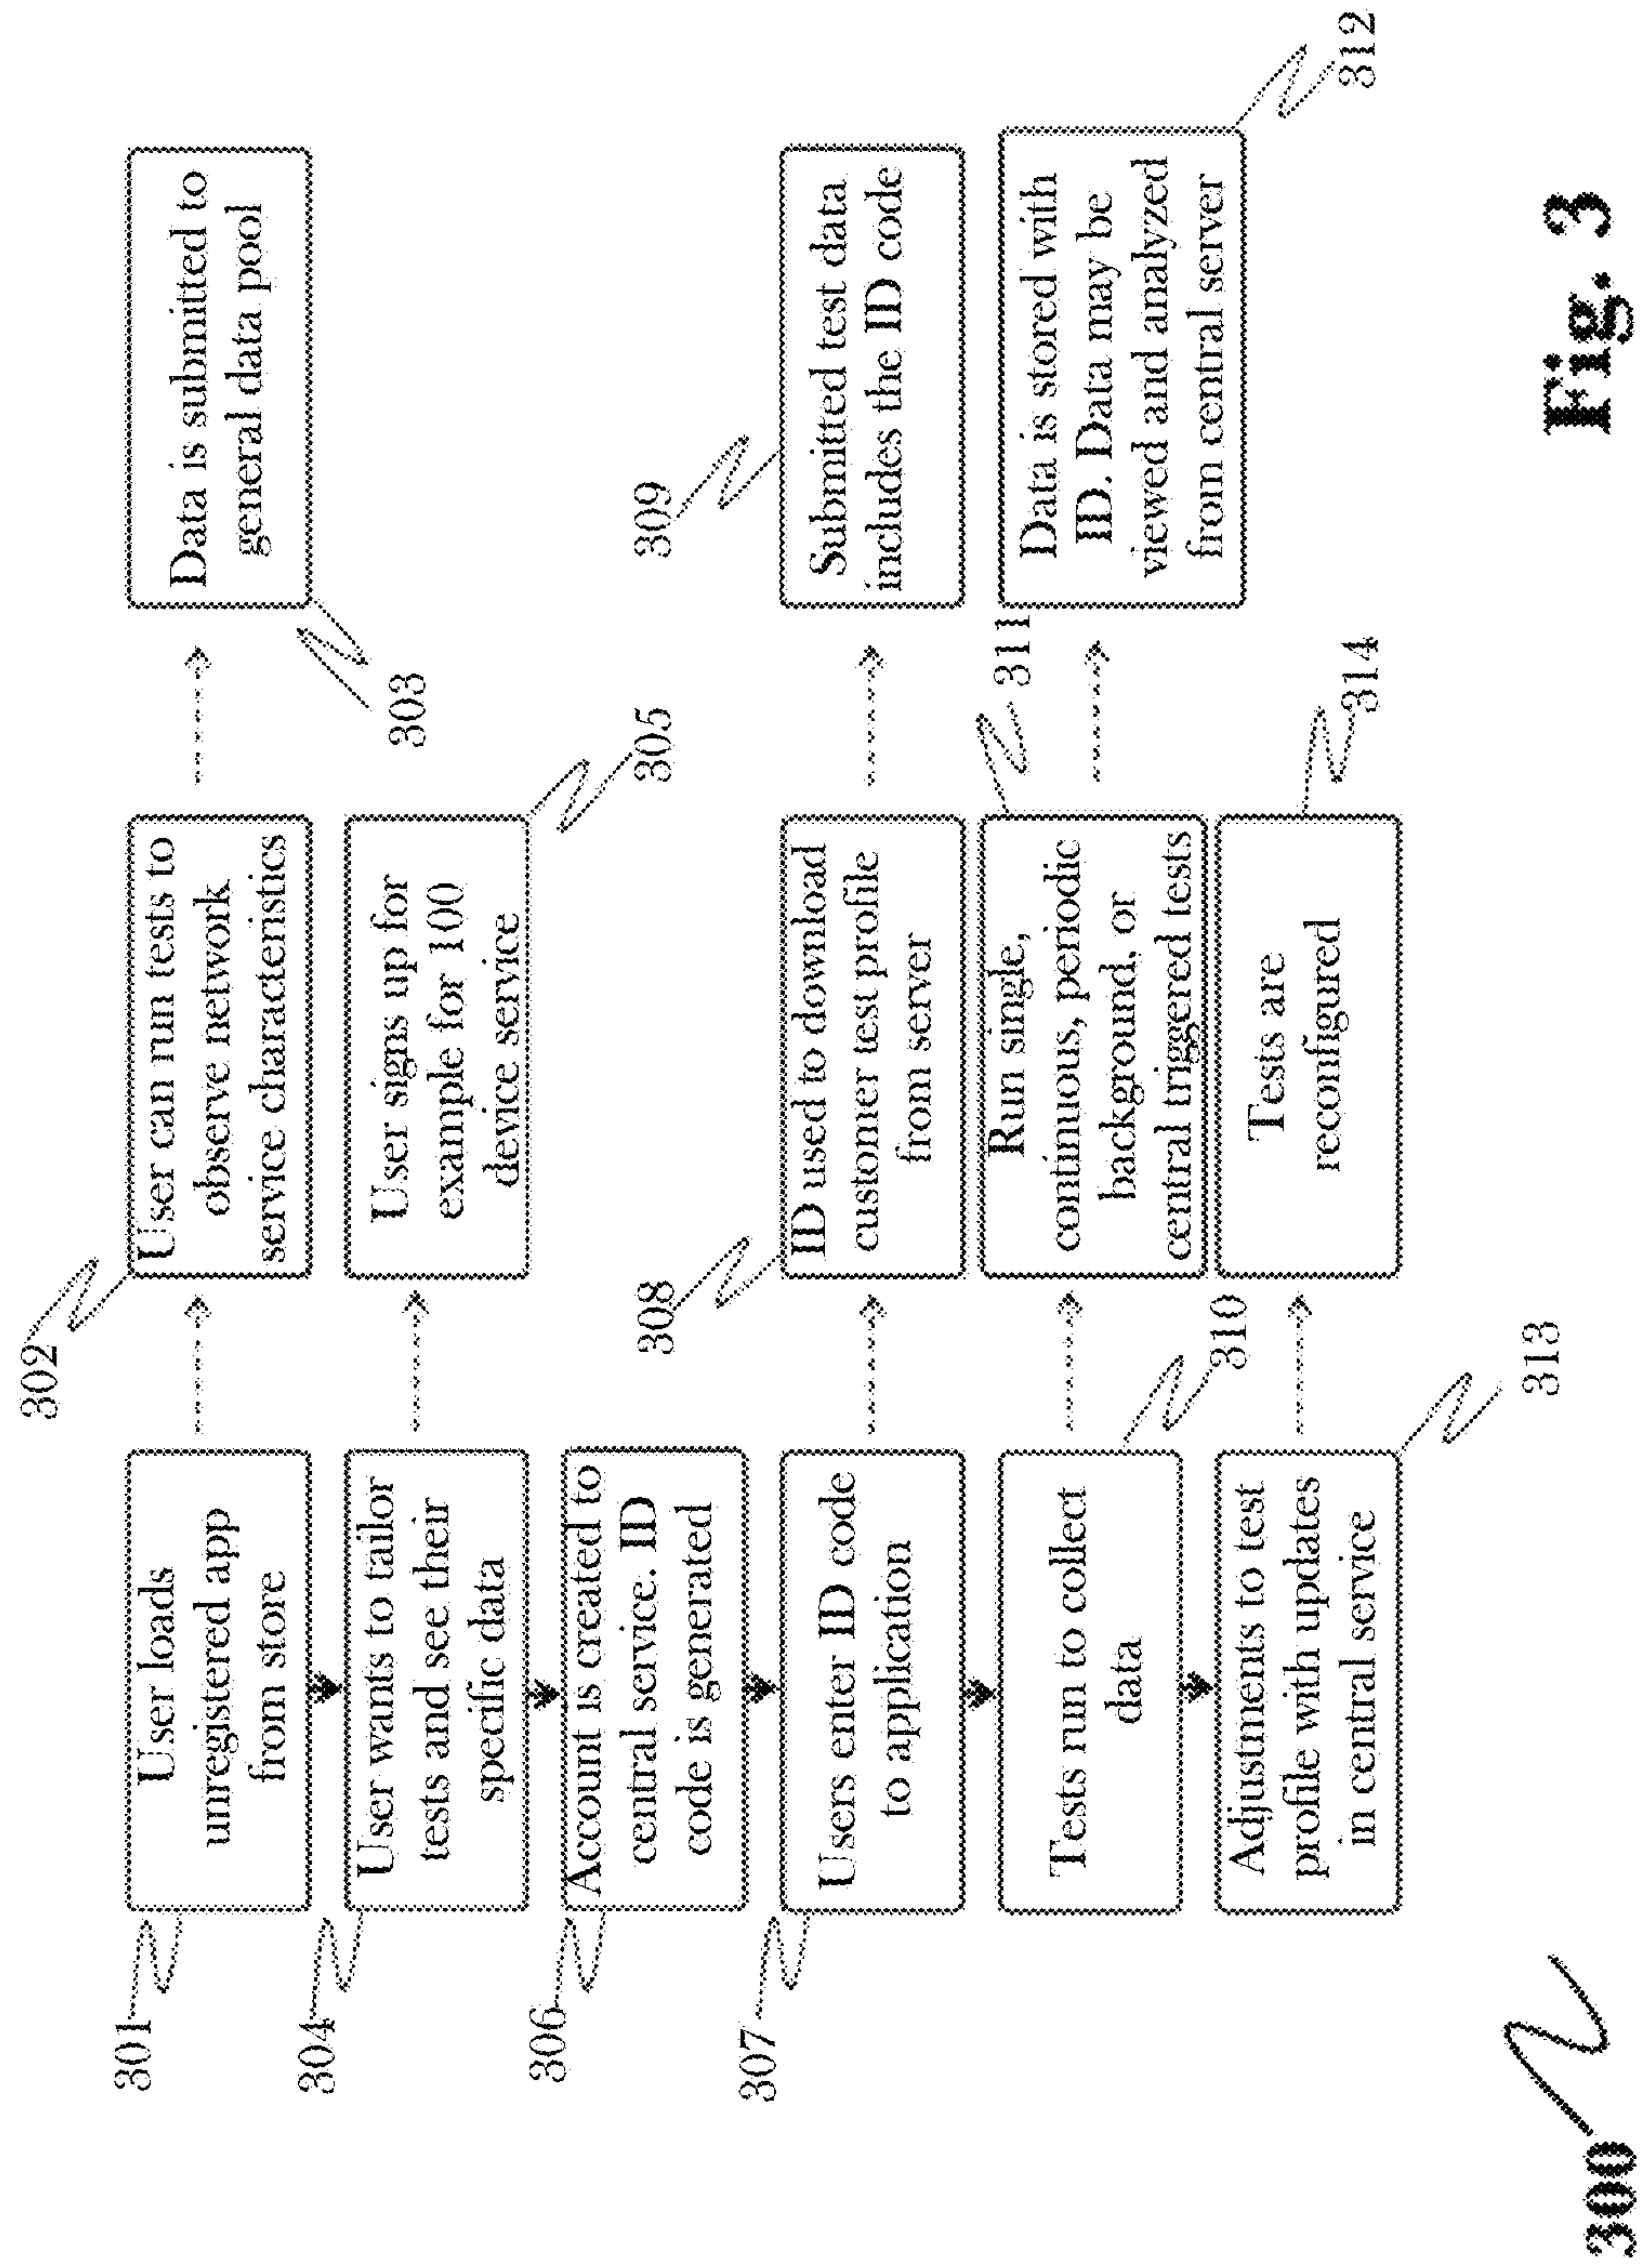 301
User loads
unregistered app
from store
302
User can run tests to
observe network
service characteristics
303
Data is submitted to
general data pool
304
User wants to tailor
tests and see their
specific data
305
User signs up for
example for 100
device service
306
Account is created to
central service. ID
code is generated
307
Users enter ID code
to application
308
ID used to download
customer test profile
from server
309
Submitted test data
includes the ID code
310
Tests run to collect
data
311
Run single,
continuous, periodic
background, or
central triggered tests
312
Data is stored with
ID. Data may be
viewed and analyzed
from central server
313
Adjustments to test
profile with updates
in central service
314
Tests are
reconfigured
300
Fig. 3